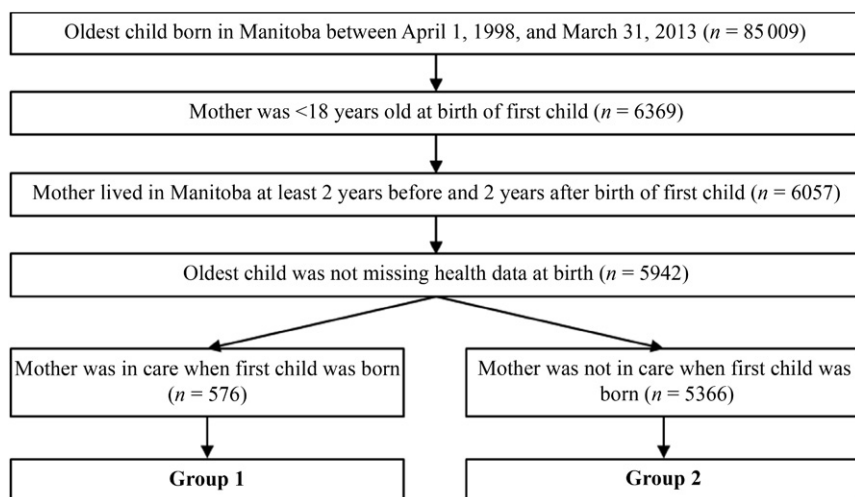 Oldest child born in Manitoba between April 1, 1998, and March 31, 2013 (n = 85 009)
Mother was <18 years old at birth of first child (n = 6369)
Mother lived in Manitoba at least 2 years before and 2 years after birth of first child (n = 6057)
Oldest child was not missing health data at birth (n = 5942)
Mother was in care when first child was born
(n = 576)
Mother was not in care when first child was
born (n = 5366)
Group 1
Group 2